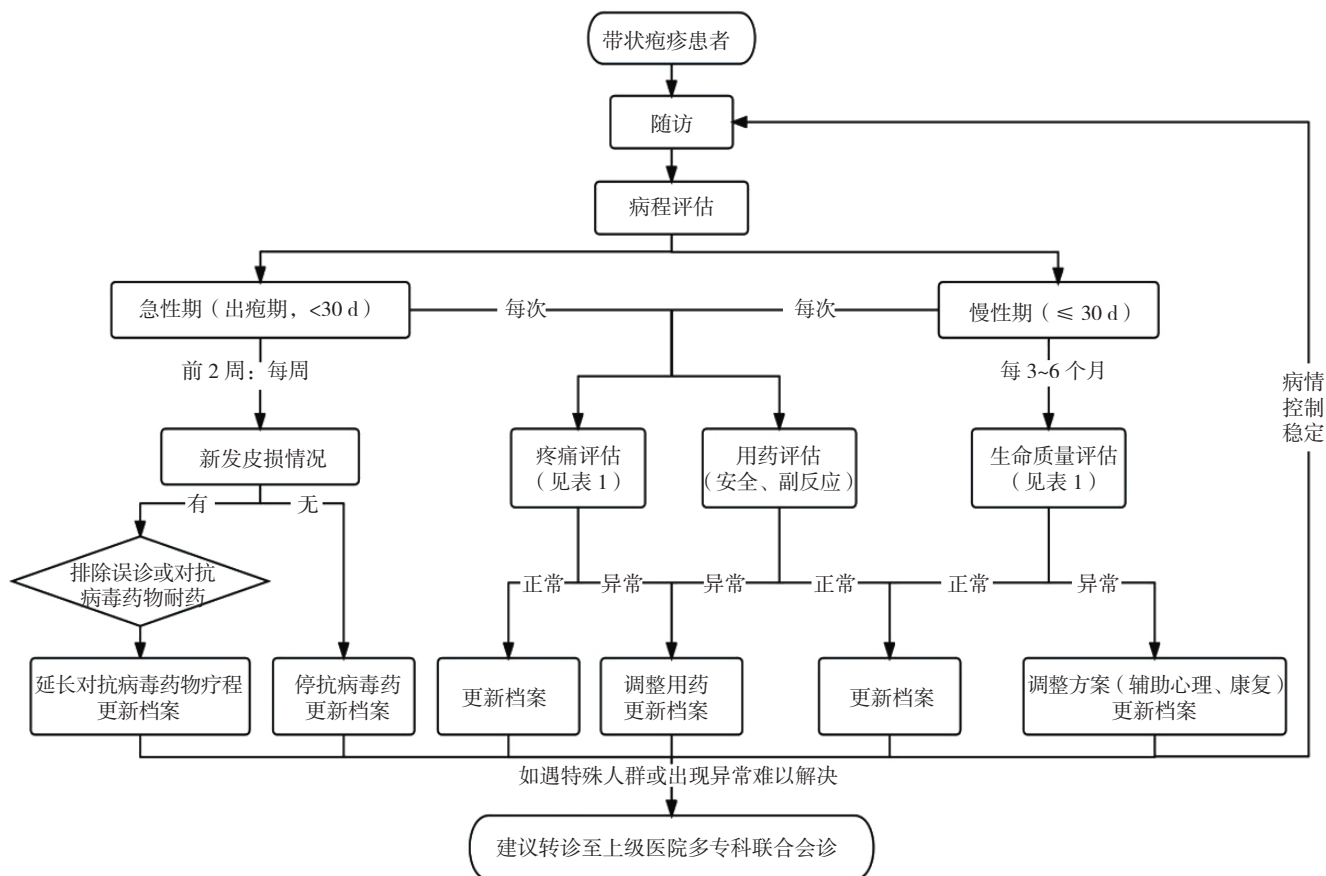 带状疱疹患者
随访
病程评估
急性期（出疱期，<30 d）
每次
每次
慢性期（≤ 30 d）
前 2 周：每周
每 3~6 个月
病情
控制
稳定
新发皮损情况
疼痛评估
（见表 1）
用药评估
（安全、副反应）
生命质量评估
（见表 1）
有
无
排除误诊或对抗
病毒药物耐药
正常
异常
异常
正常
正常
异常
延长对抗病毒药物疗程
更新档案
停抗病毒药
更新档案
更新档案
调整用药
更新档案
更新档案
调整方案（辅助心理、康复）
更新档案
如遇特殊人群或出现异常难以解决
建议转诊至上级医院多专科联合会诊